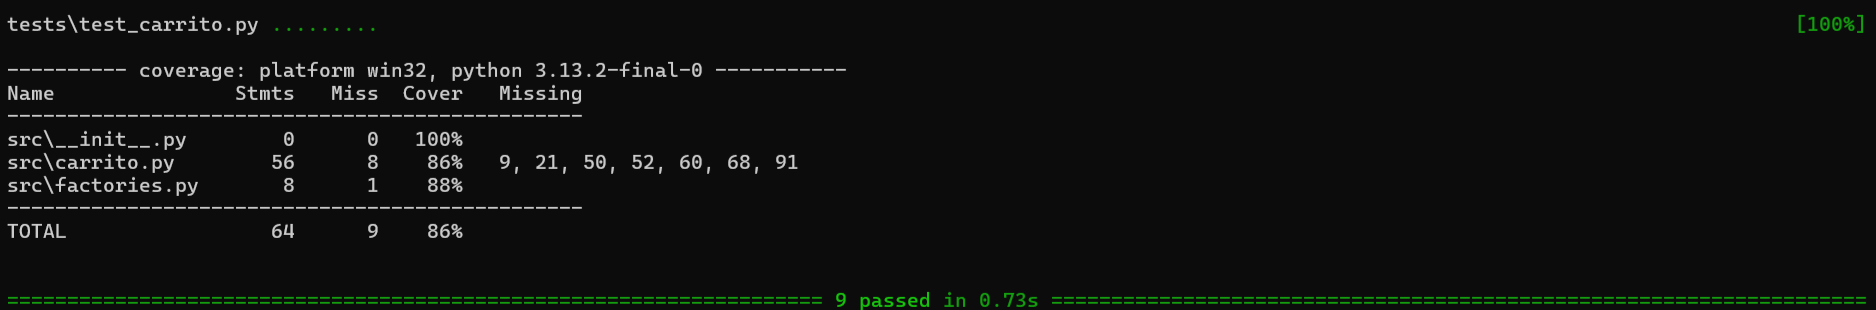 tests\test_carrito.py ......... [100%]
---------- coverage: platform win32, python 3.13.2-final-0 -----------
Name               Stmts   Miss  Cover   Missing
------------------------------------------------
src\__init__.py        0      0   100%
src\carrito.py        56      8    86%   9, 21, 50, 52, 60, 68, 91
src\factories.py       8      1    88%
------------------------------------------------
TOTAL                 64      9    86%
==================================================================== 9 passed in 0.73s ====================================================================